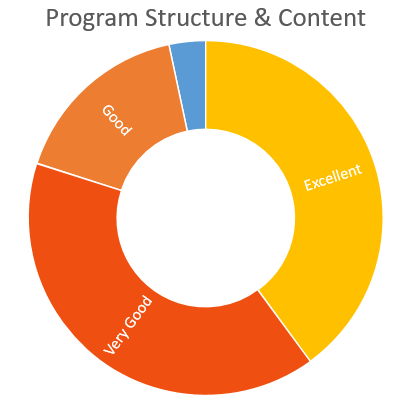 Program Structure & Content
Good
Excellent
Very Good